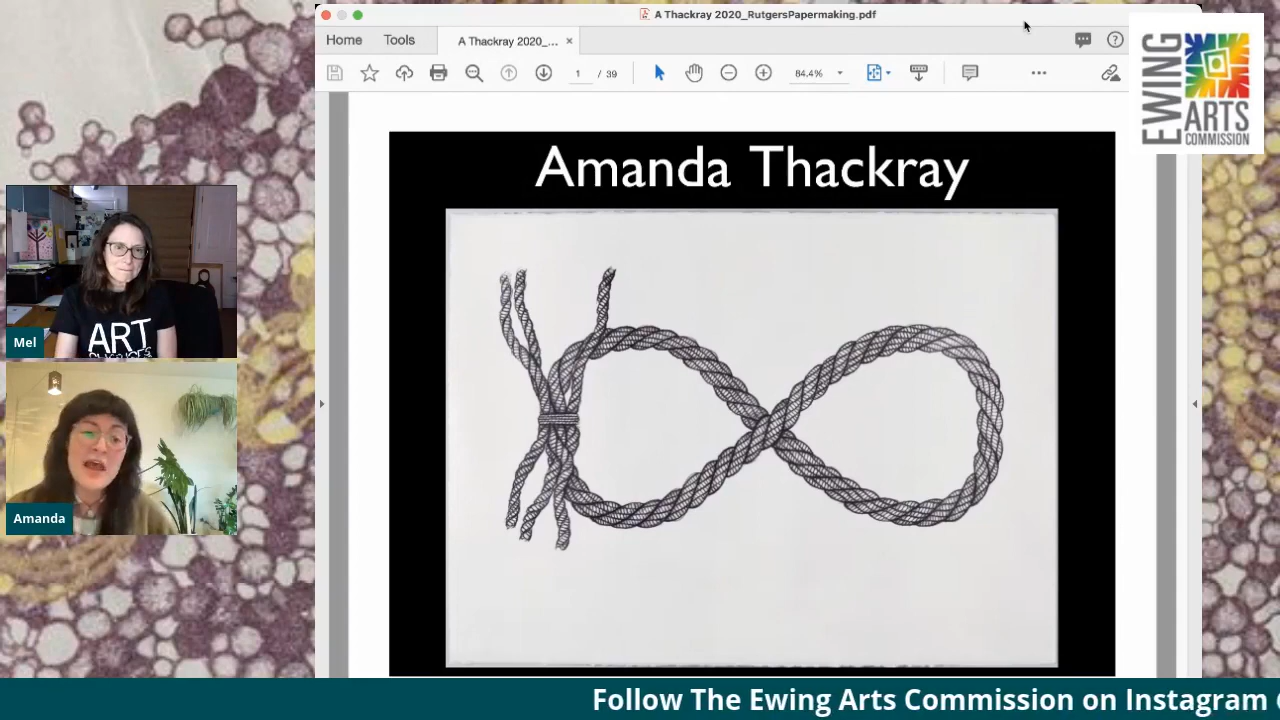 A Thackray 2020_RutgersPapermaking.pdf
Home
Tools
A Thackray 2020_...
×
1 / 39
84.4%
EWING
ARTS
COMMISSION
Amanda Thackray
ART
Mel
Amanda
Follow The Ewing Arts Commission on Instagram